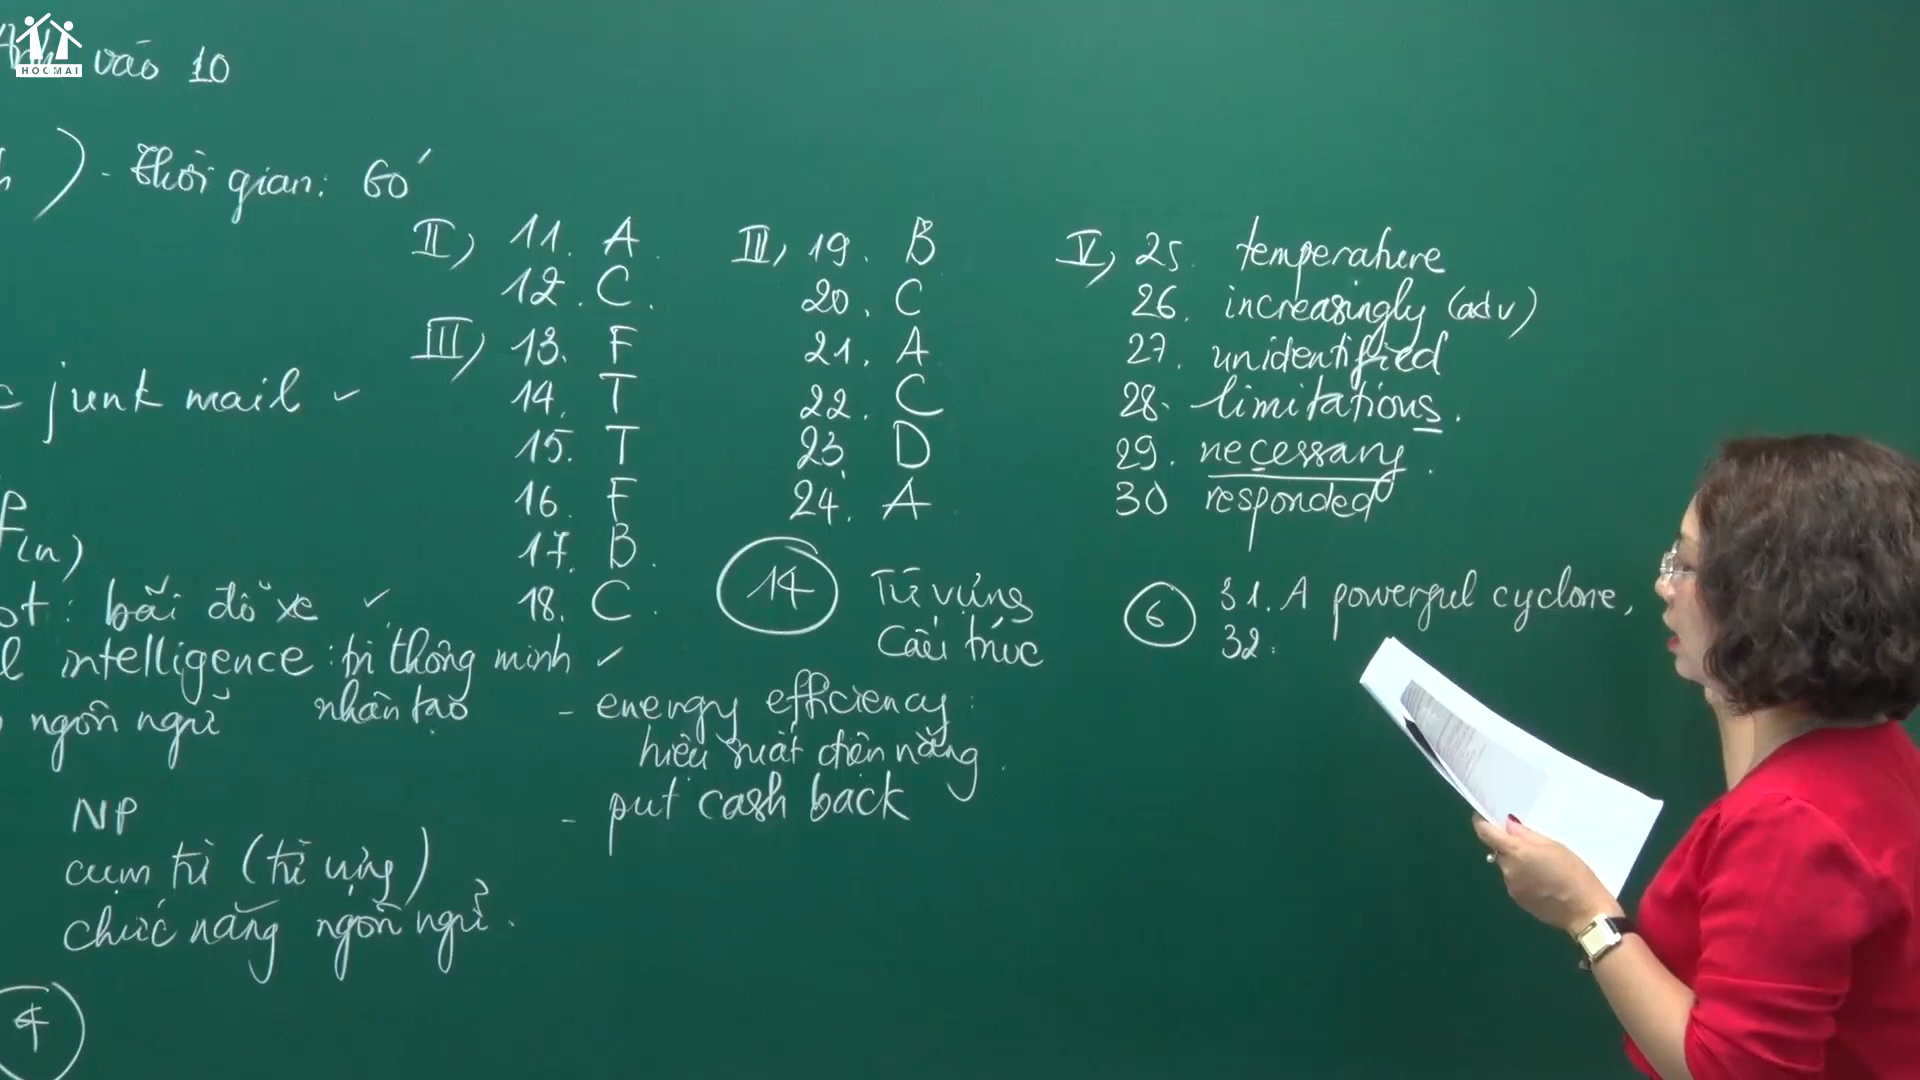 HOCMAI
Anh vào 10
h) - thời gian: 60'
II) 11. A
12. C.
III) 13. F
14. T
15. T
16. F
17. B.
18. C.
III, 19. B
20. C
21. A
22. C
23. D
24. A
14 Từ vựng
Cấu trúc
V, 25. temperature
26. increasingly (adv)
27. unidentified
28. limitations.
29. necessary.
30 responded
6 31. A powerful cyclone,
32.
c junk mail ✓
f(n)
ot: bãi đỗ xe ✓
l intelligence: trí thông minh ✓
nhân tạo
ngôn ngữ
NP
cụm từ (từ vựng)
chức năng ngôn ngữ.
4
- energy efficiency:
hiệu suất điện năng.
- put cash back